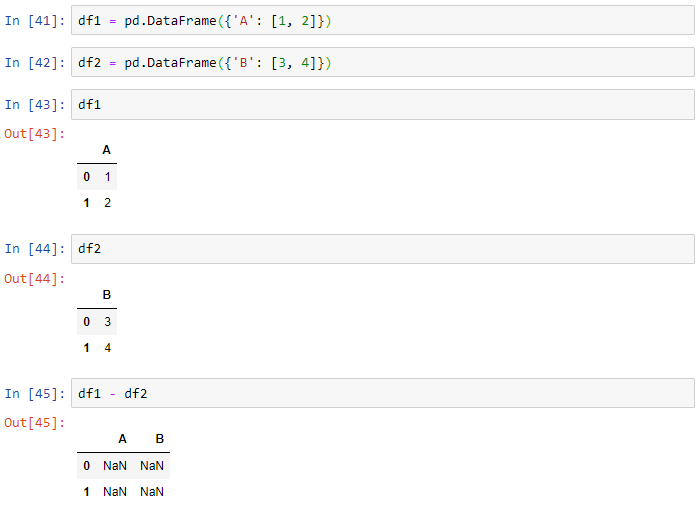 In [41]: df1 = pd.DataFrame({'A': [1, 2]})
In [42]: df2 = pd.DataFrame({'B': [3, 4]})
In [43]: df1
Out[43]:
A
0 1
1 2
In [44]: df2
Out[44]:
B
0 3
1 4
In [45]: df1 - df2
Out[45]:
A B
0 NaN NaN
1 NaN NaN